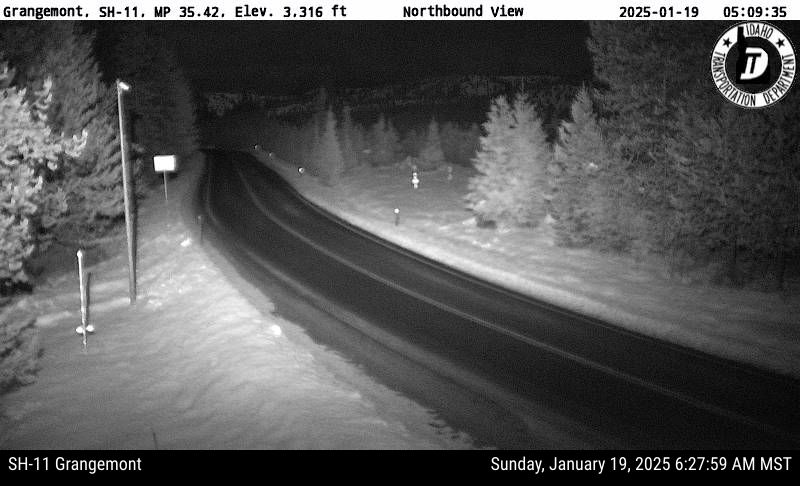 Grangemont, SH-11, MP 35.42, Elev. 3,316 ft Northbound View 2025-01-19 05:09:35
IDAHO
TRANSPORTATION DEPARTMENT
SH-11 Grangemont Sunday, January 19, 2025 6:27:59 AM MST